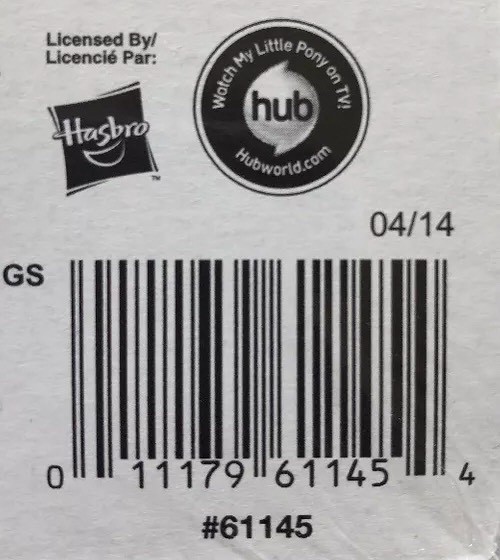 Licensed By/
Licencié Par:
Hasbro
TM
Watch My Little Pony on TV!
hub
Hubworld.com
04/14
GS
0 11179 61145 4
#61145